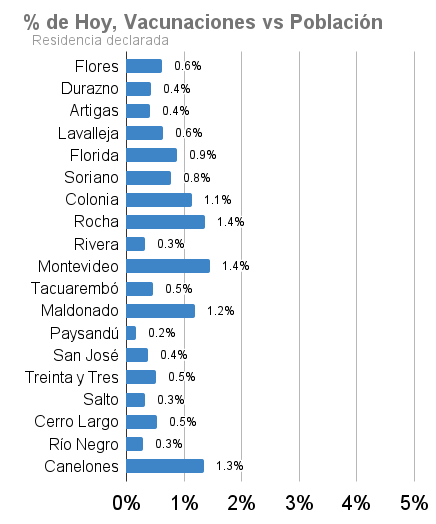 % de Hoy, Vacunaciones vs Población
Residencia declarada
Flores 0.6%
Durazno 0.4%
Artigas 0.4%
Lavalleja 0.6%
Florida 0.9%
Soriano 0.8%
Colonia 1.1%
Rocha 1.4%
Rivera 0.3%
Montevideo 1.4%
Tacuarembó 0.5%
Maldonado 1.2%
Paysandú 0.2%
San José 0.4%
Treinta y Tres 0.5%
Salto 0.3%
Cerro Largo 0.5%
Río Negro 0.3%
Canelones 1.3%
0% 1% 2% 3% 4% 5%